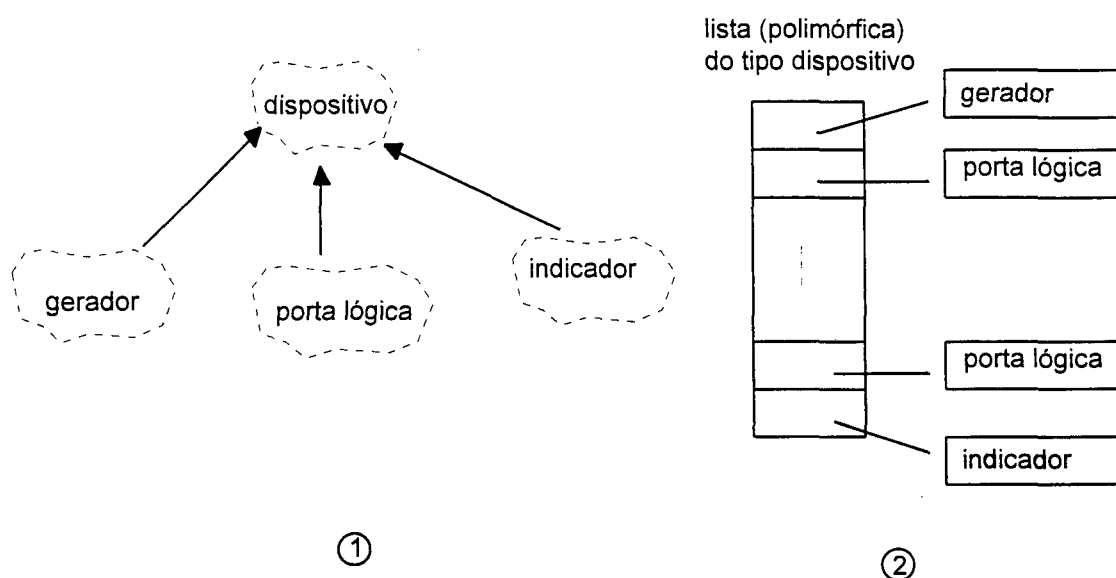 dispositivo
gerador
porta lógica
indicador
1
lista (polimórfica)
do tipo dispositivo
gerador
porta lógica
porta lógica
indicador
2